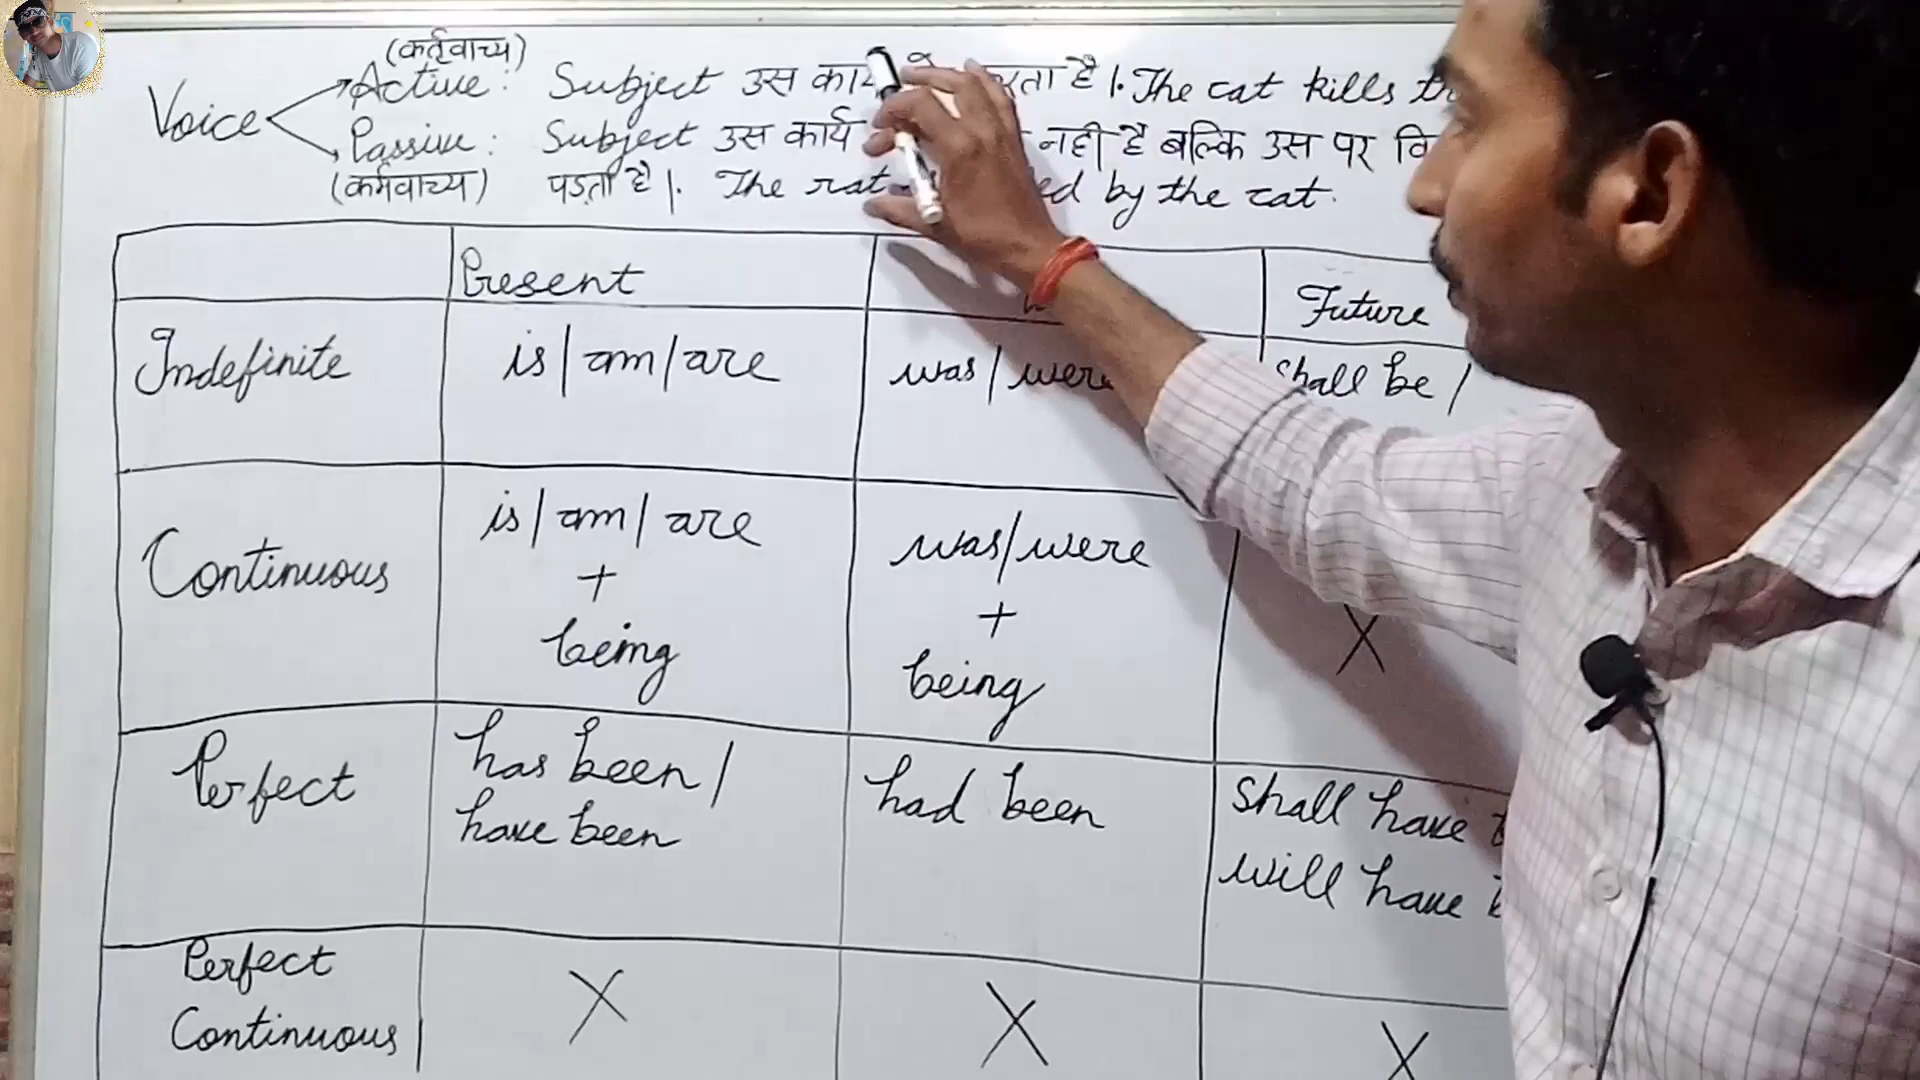 (कर्तृवाच्य)
Voice
Active : Subject उस कार्य है।. The cat kills
Passive : Subject उस कार्य नही है बल्कि उस पर
(कर्मवाच्य) पड़ता है।. The rat by the cat.
Present Future
Indefinite is/am/are was/were shall be/
Continuous is/am/are was/were X
+ +
being being
Perfect has been/ had been shall have
have been will have
Perfect
Continuous X X X